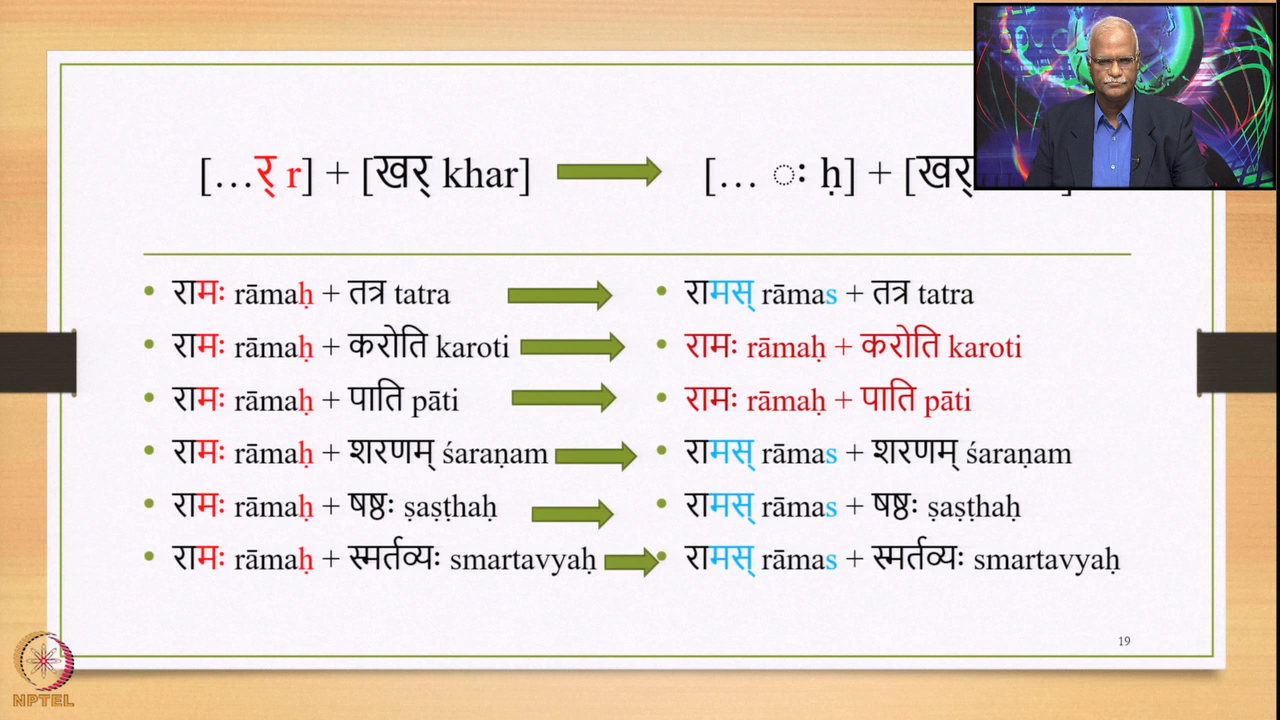 […र् r] + [खर् khar] [… ः ḥ] + [खर्
• रामः rāmaḥ + तत्र tatra • रामस् rāmas + तत्र tatra
• रामः rāmaḥ + करोति karoti • रामः rāmaḥ + करोति karoti
• रामः rāmaḥ + पाति pāti • रामः rāmaḥ + पाति pāti
• रामः rāmaḥ + शरणम् śaraṇam • रामस् rāmas + शरणम् śaraṇam
• रामः rāmaḥ + षष्ठः ṣaṣṭhaḥ • रामस् rāmas + षष्ठः ṣaṣṭhaḥ
• रामः rāmaḥ + स्मर्तव्यः smartavyaḥ • रामस् rāmas + स्मर्तव्यः smartavyaḥ
19
NPTEL